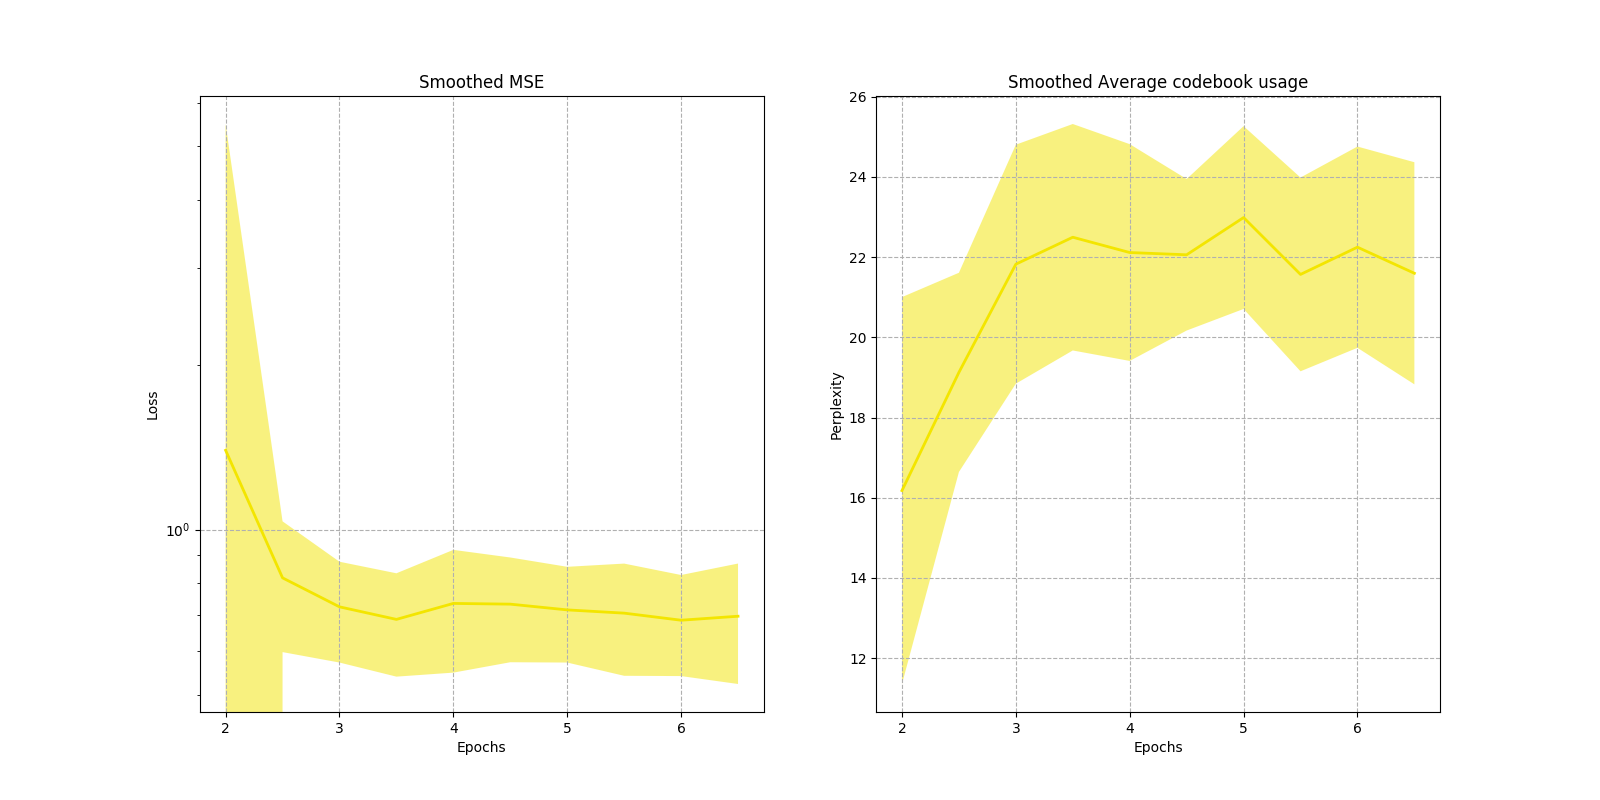 Smoothed MSE
Loss
10^0
2 3 4 5 6
Epochs
Smoothed Average codebook usage
Perplexity
26
24
22
20
18
16
14
12
2 3 4 5 6
Epochs